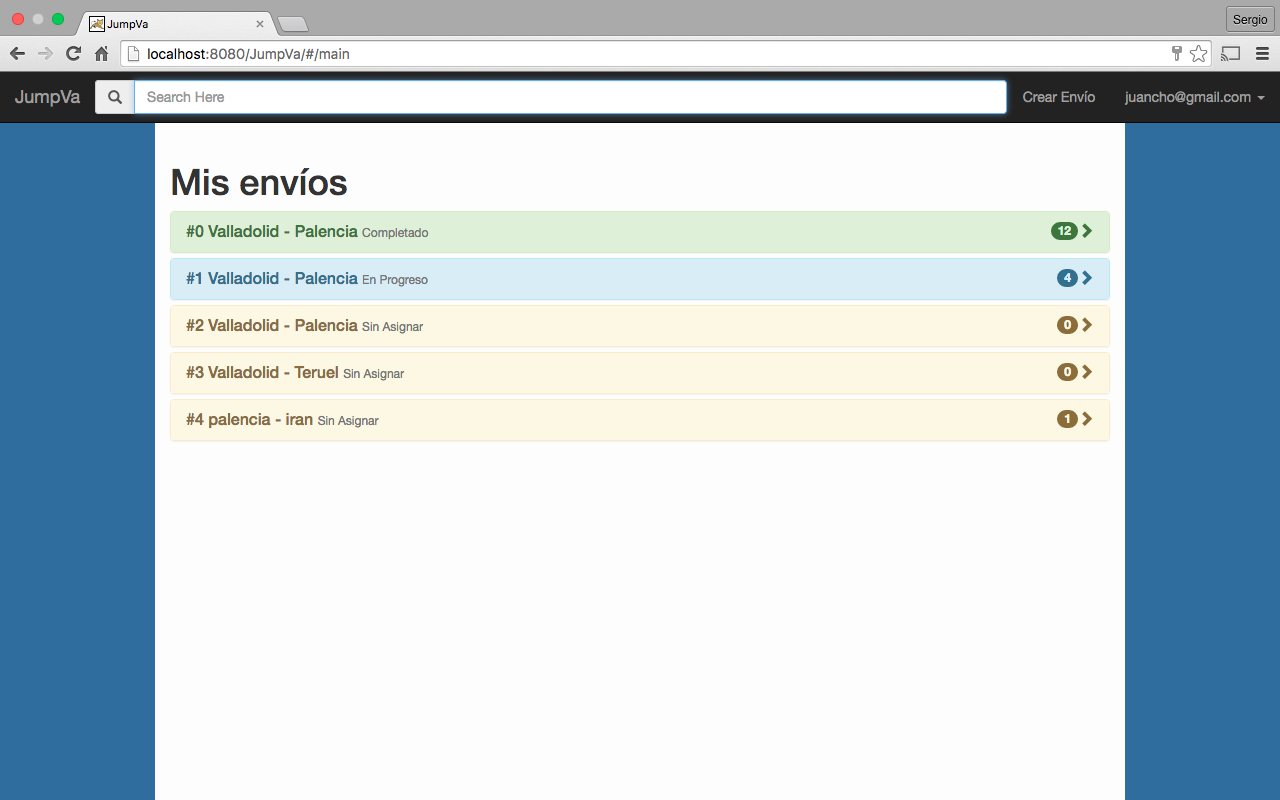 JumpVa
Sergio
localhost:8080/JumpVa/#/main
JumpVa Search Here Crear Envío juancho@gmail.com
Mis envíos
#0 Valladolid - Palencia Completado 12
#1 Valladolid - Palencia En Progreso 4
#2 Valladolid - Palencia Sin Asignar 0
#3 Valladolid - Teruel Sin Asignar 0
#4 palencia - iran Sin Asignar 1